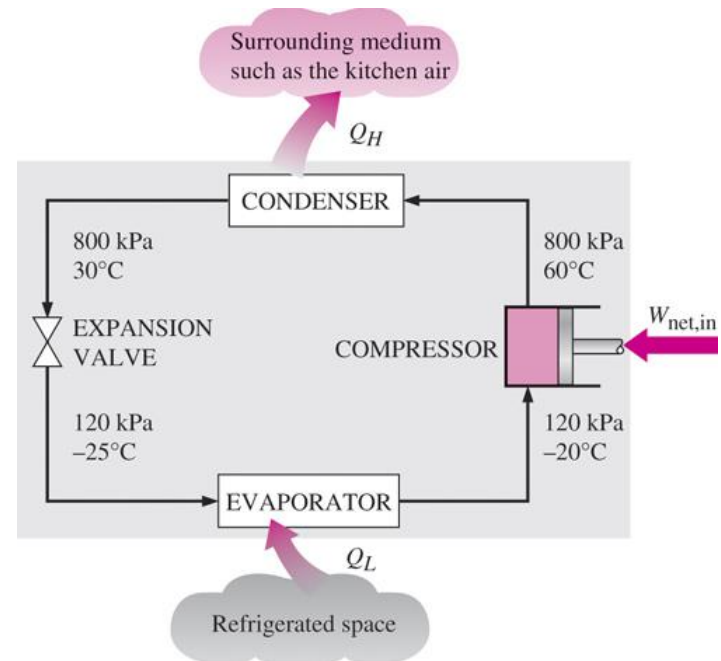 Surrounding medium
such as the kitchen air
Q_H
CONDENSER
800 kPa
30°C
800 kPa
60°C
EXPANSION
VALVE
COMPRESSOR
W_net,in
120 kPa
–25°C
120 kPa
–20°C
EVAPORATOR
Q_L
Refrigerated space